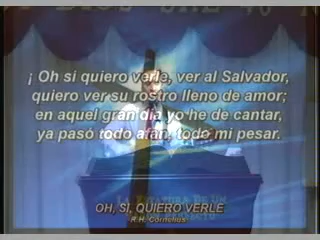 ¡ Oh si quiero verle, ver al Salvador,
quiero ver su rostro lleno de amor;
en aquel gran día yo he de cantar,
ya pasó todo afán, todo mi pesar.
OH, SI, QUIERO VERLE
R.H. Cornelius